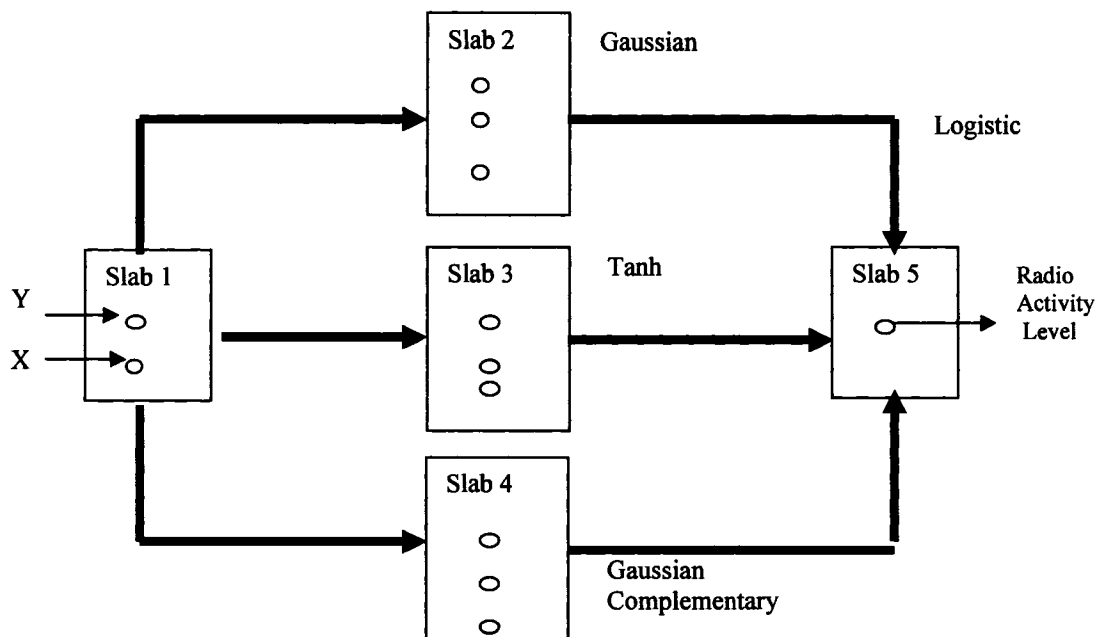 Slab 2
Gaussian
Logistic
Slab 1
Y
X
Slab 3
Tanh
Slab 5
Radio
Activity
Level
Slab 4
Gaussian
Complementary